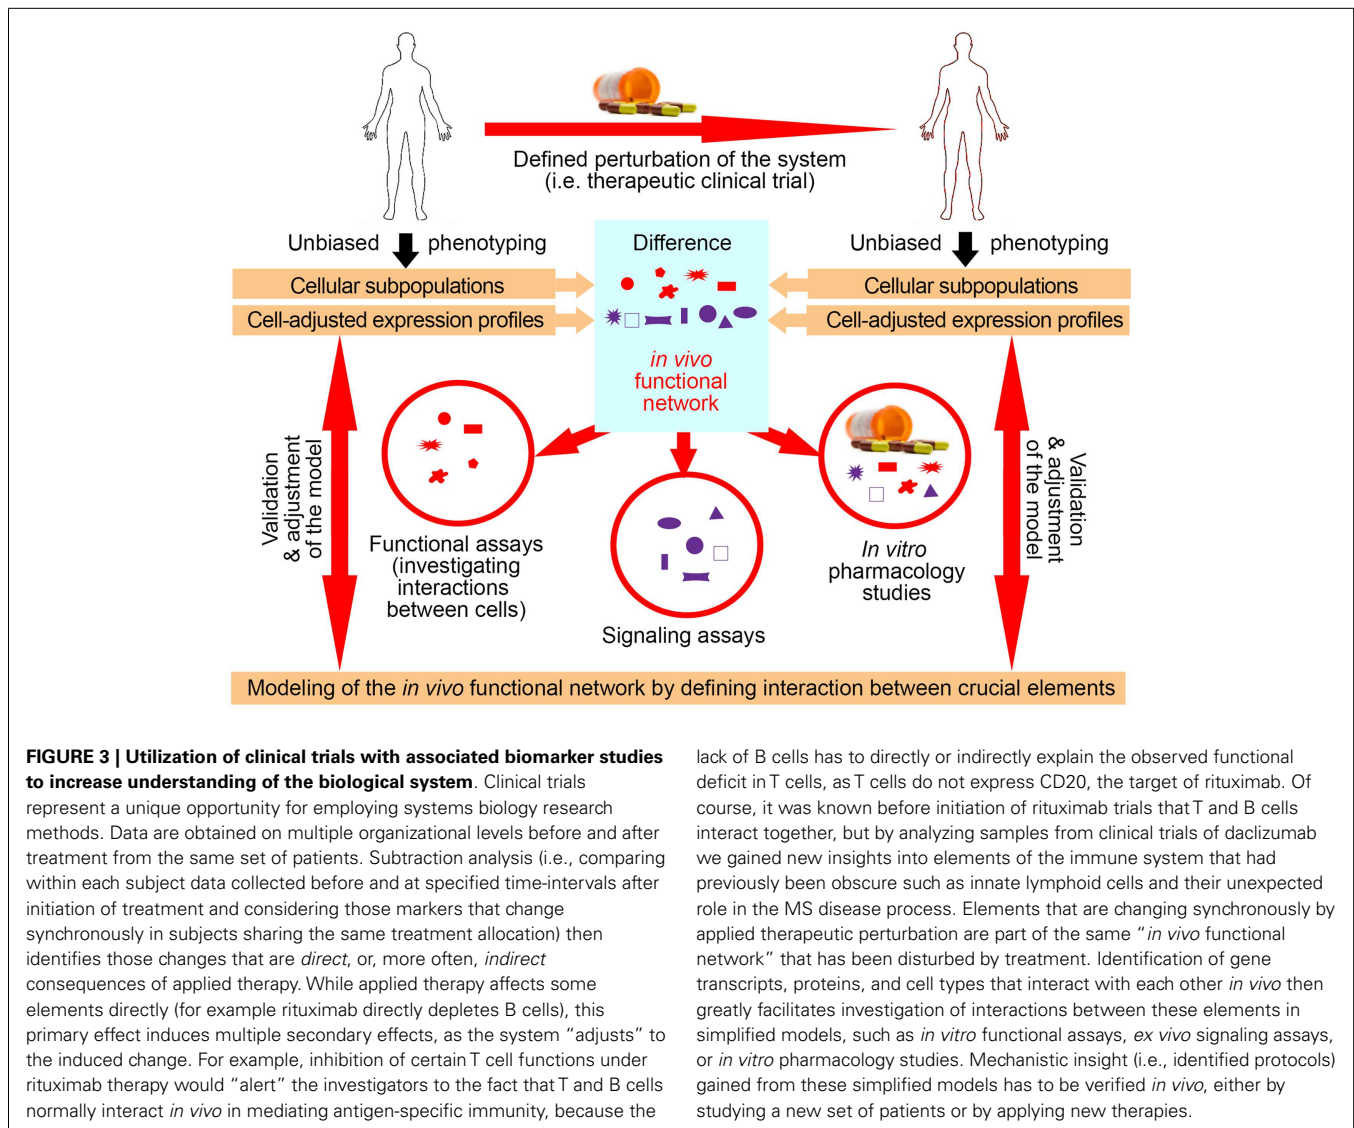 Defined perturbation of the system
(i.e. therapeutic clinical trial)
Unbiased phenotyping
Difference
Unbiased phenotyping
Cellular subpopulations
Cellular subpopulations
Cell-adjusted expression profiles
Cell-adjusted expression profiles
in vivo
functional
network
Validation
& adjustment
of the model
Validation
& adjustment
of the model
Functional assays
(investigating
interactions
between cells)
Signaling assays
In vitro
pharmacology
studies
Modeling of the in vivo functional network by defining interaction between crucial elements
FIGURE 3 | Utilization of clinical trials with associated biomarker studies
to increase understanding of the biological system. Clinical trials
represent a unique opportunity for employing systems biology research
methods. Data are obtained on multiple organizational levels before and after
treatment from the same set of patients. Subtraction analysis (i.e., comparing
within each subject data collected before and at specified time-intervals after
initiation of treatment and considering those markers that change
synchronously in subjects sharing the same treatment allocation) then
identifies those changes that are direct, or, more often, indirect
consequences of applied therapy. While applied therapy affects some
elements directly (for example rituximab directly depletes B cells), this
primary effect induces multiple secondary effects, as the system “adjusts” to
the induced change. For example, inhibition of certain T cell functions under
rituximab therapy would “alert” the investigators to the fact that T and B cells
normally interact in vivo in mediating antigen-specific immunity, because the
lack of B cells has to directly or indirectly explain the observed functional
deficit in T cells, as T cells do not express CD20, the target of rituximab. Of
course, it was known before initiation of rituximab trials that T and B cells
interact together, but by analyzing samples from clinical trials of daclizumab
we gained new insights into elements of the immune system that had
previously been obscure such as innate lymphoid cells and their unexpected
role in the MS disease process. Elements that are changing synchronously by
applied therapeutic perturbation are part of the same “in vivo functional
network” that has been disturbed by treatment. Identification of gene
transcripts, proteins, and cell types that interact with each other in vivo then
greatly facilitates investigation of interactions between these elements in
simplified models, such as in vitro functional assays, ex vivo signaling assays,
or in vitro pharmacology studies. Mechanistic insight (i.e., identified protocols)
gained from these simplified models has to be verified in vivo, either by
studying a new set of patients or by applying new therapies.